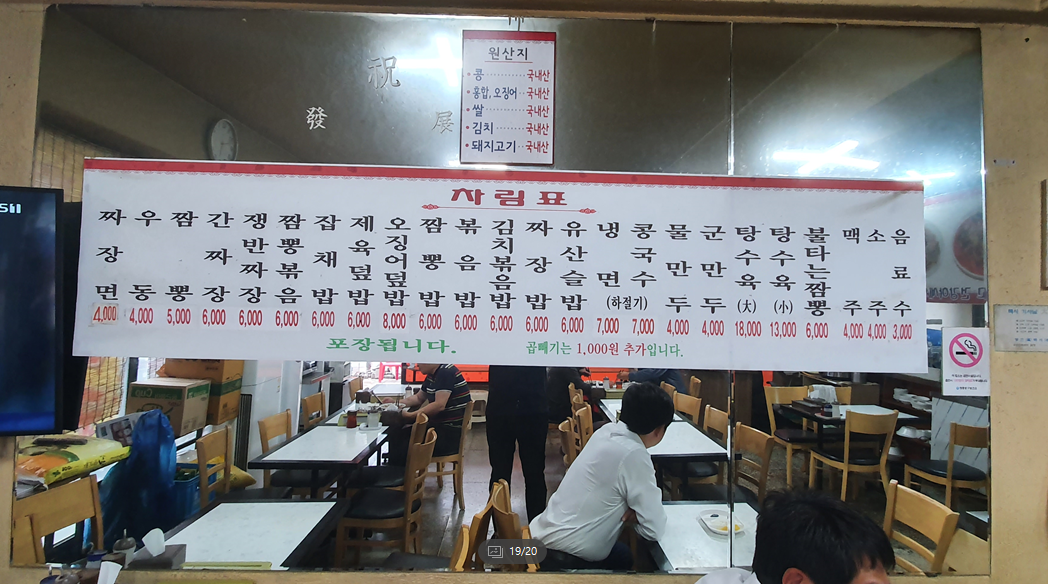 祝
發 展
원산지
콩 국내산
홍합, 오징어 국내산
쌀 국내산
김치 국내산
돼지고기 국내산
차림표
짜장면 4,000
우동 4,000
짬뽕 5,000
간짜장 6,000
쟁반짜장 6,000
짬뽕볶음 6,000
잡채밥 6,000
제육덮밥 6,000
오징어덮밥 8,000
짬뽕밥 6,000
볶음밥 6,000
김치볶음밥 6,000
짜장밥 6,000
유산슬밥 6,000
냉면 7,000
콩국수 7,000
(하절기)
물만두 4,000
군만두 4,000
탕수육(大) 18,000
탕수육(小) 13,000
불타는짬뽕 6,000
맥주 4,000
소주 4,000
음료수 3,000
포장됩니다.
곱빼기는 1,000원 추가입니다.
19/20